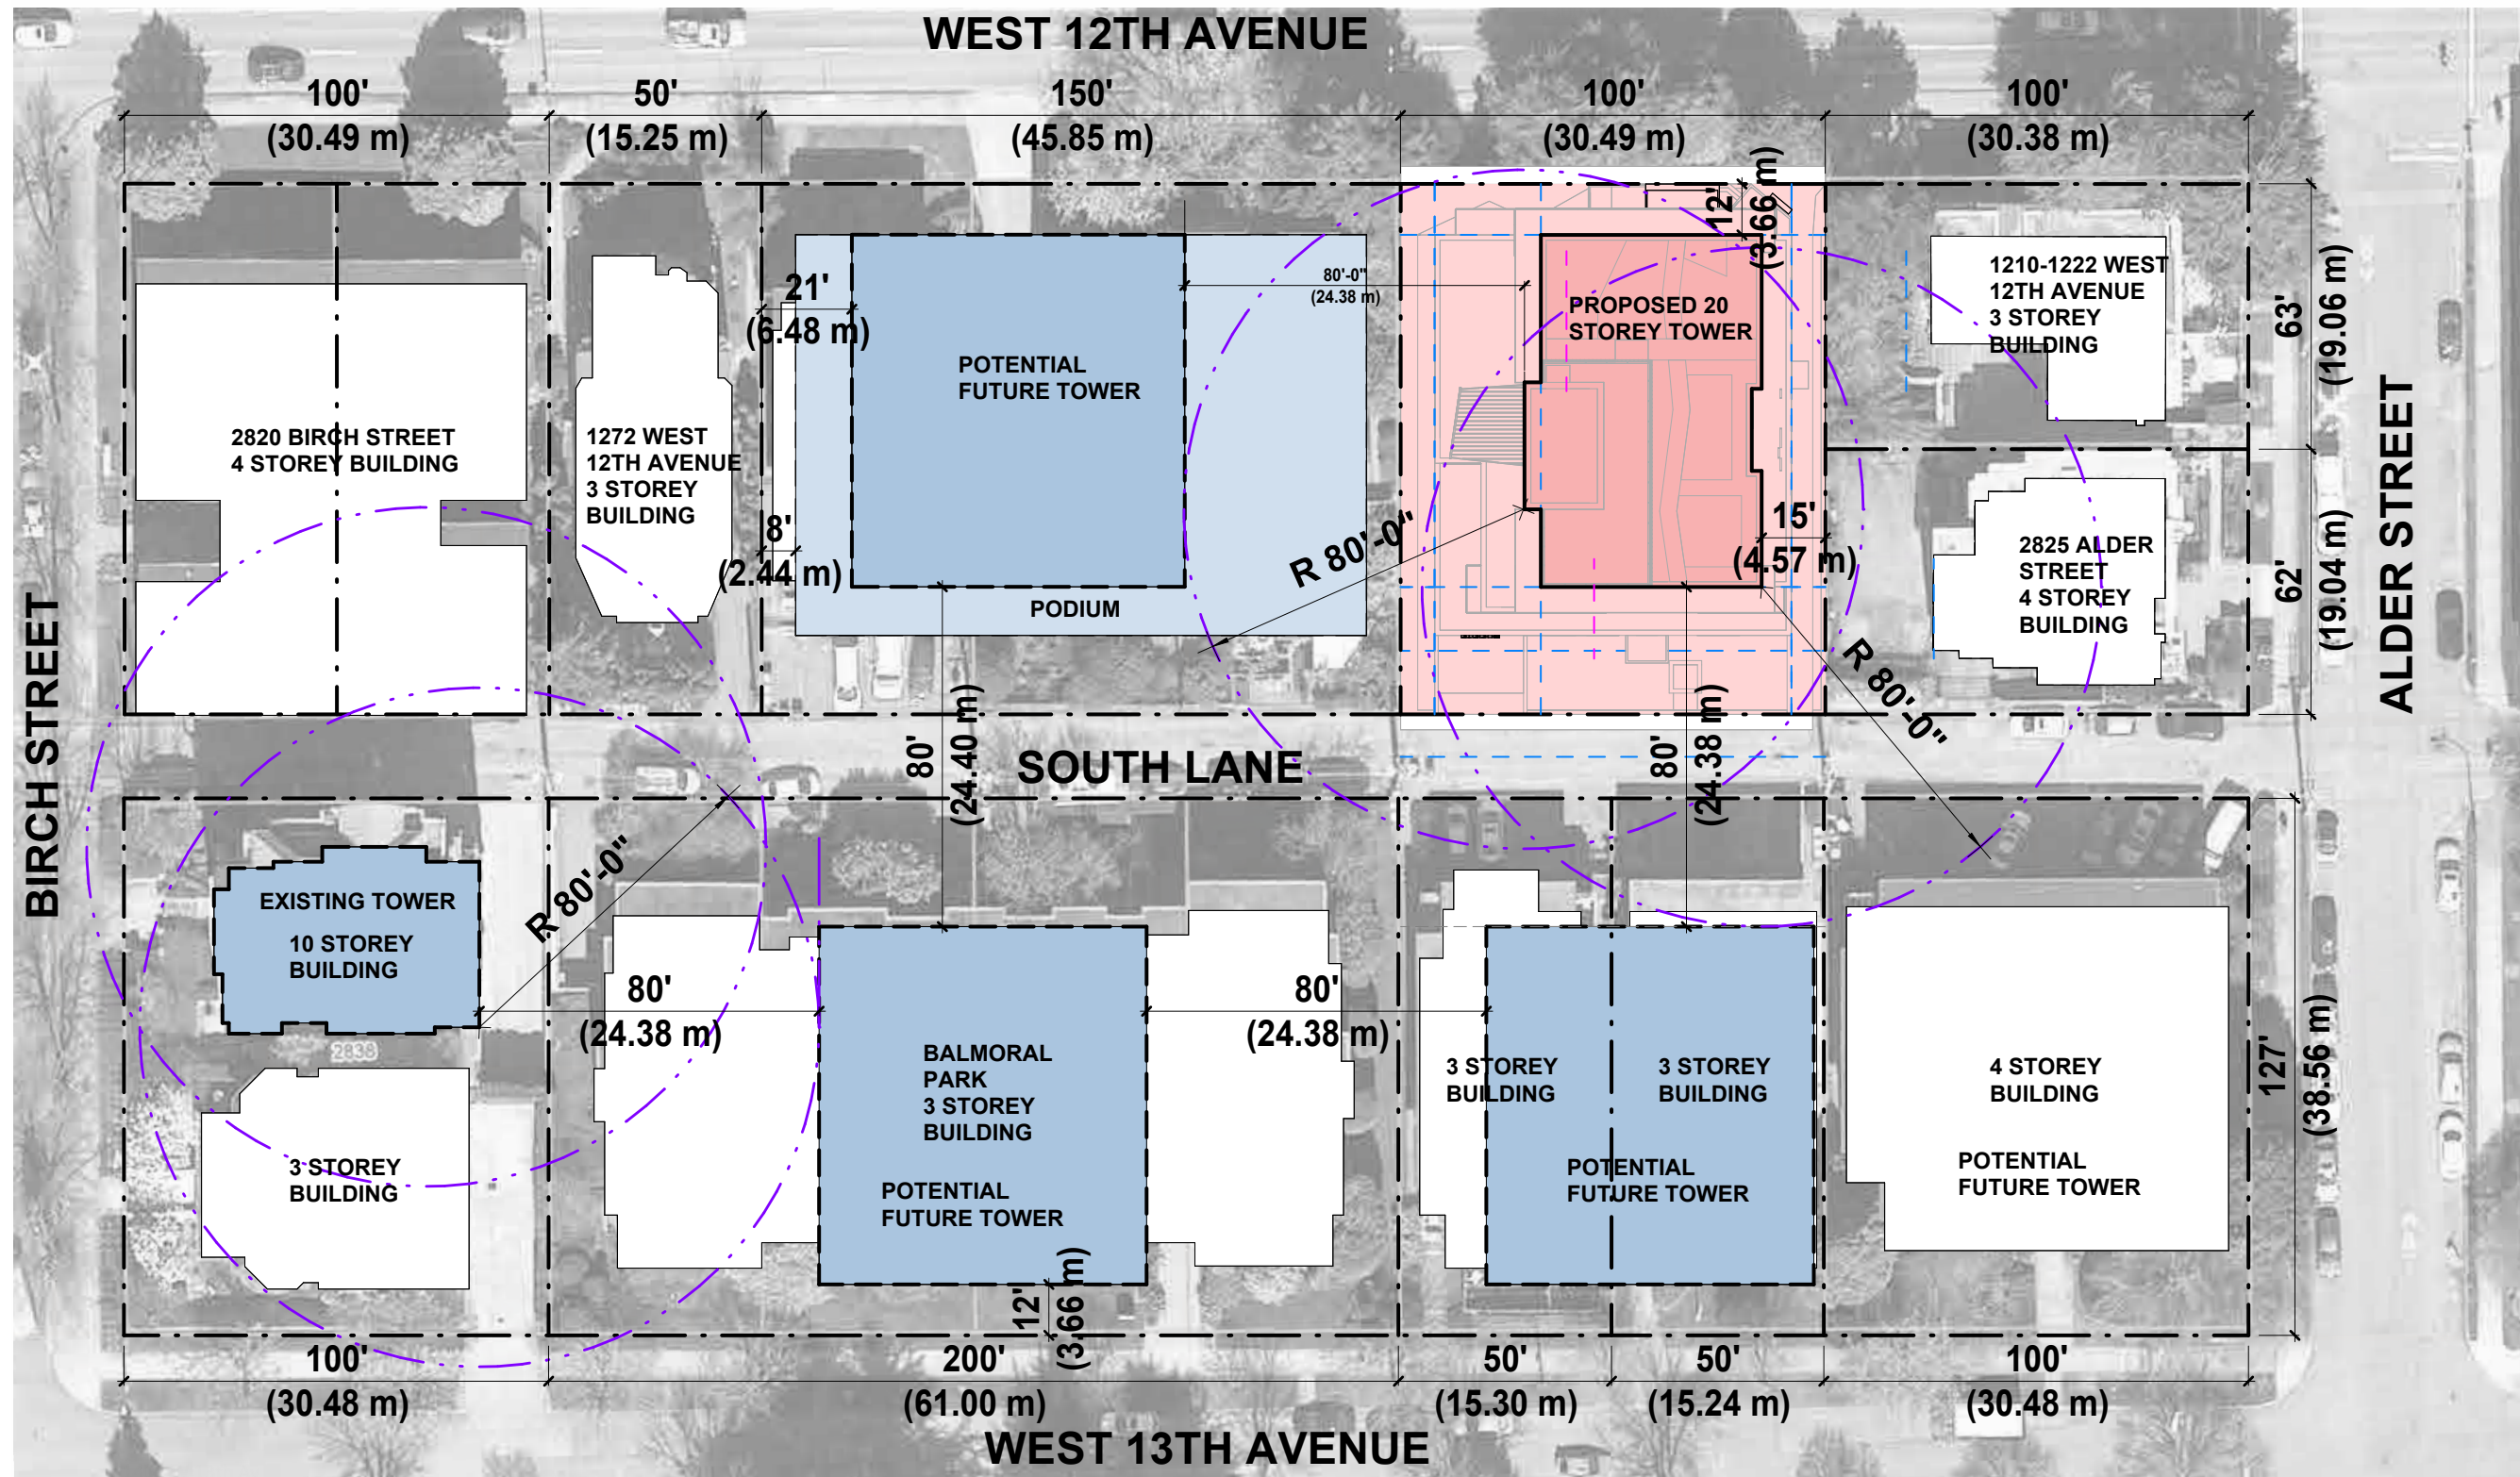 WEST 12TH AVENUE
100'
(30.49 m)
50'
(15.25 m)
150'
(45.85 m)
100'
(30.49 m)
100'
(30.38 m)
12'
(3.66 m)
21'
(6.48 m)
80'-0"
(24.38 m)
POTENTIAL
FUTURE TOWER
PROPOSED 20
STOREY TOWER
1210-1222 WEST
12TH AVENUE
3 STOREY
BUILDING
63'
(19.06 m)
2820 BIRCH STREET
4 STOREY BUILDING
1272 WEST
12TH AVENUE
3 STOREY
BUILDING
8'
(2.44 m)
R 80'-0"
15'
(4.57 m)
2825 ALDER
STREET
4 STOREY
BUILDING
62'
(19.04 m)
ALDER STREET
PODIUM
R 80'-0"
BIRCH STREET
80'
(24.40 m)
SOUTH LANE
80'
(24.38 m)
R 80'-0"
EXISTING TOWER
10 STOREY
BUILDING
80'
(24.38 m)
80'
(24.38 m)
2838
BALMORAL
PARK
3 STOREY
BUILDING
POTENTIAL
FUTURE TOWER
3 STOREY
BUILDING
3 STOREY
BUILDING
POTENTIAL
FUTURE TOWER
4 STOREY
BUILDING
POTENTIAL
FUTURE TOWER
127'
(38.56 m)
3 STOREY
BUILDING
12'
(3.66 m)
100'
(30.48 m)
200'
(61.00 m)
50'
(15.30 m)
50'
(15.24 m)
100'
(30.48 m)
WEST 13TH AVENUE